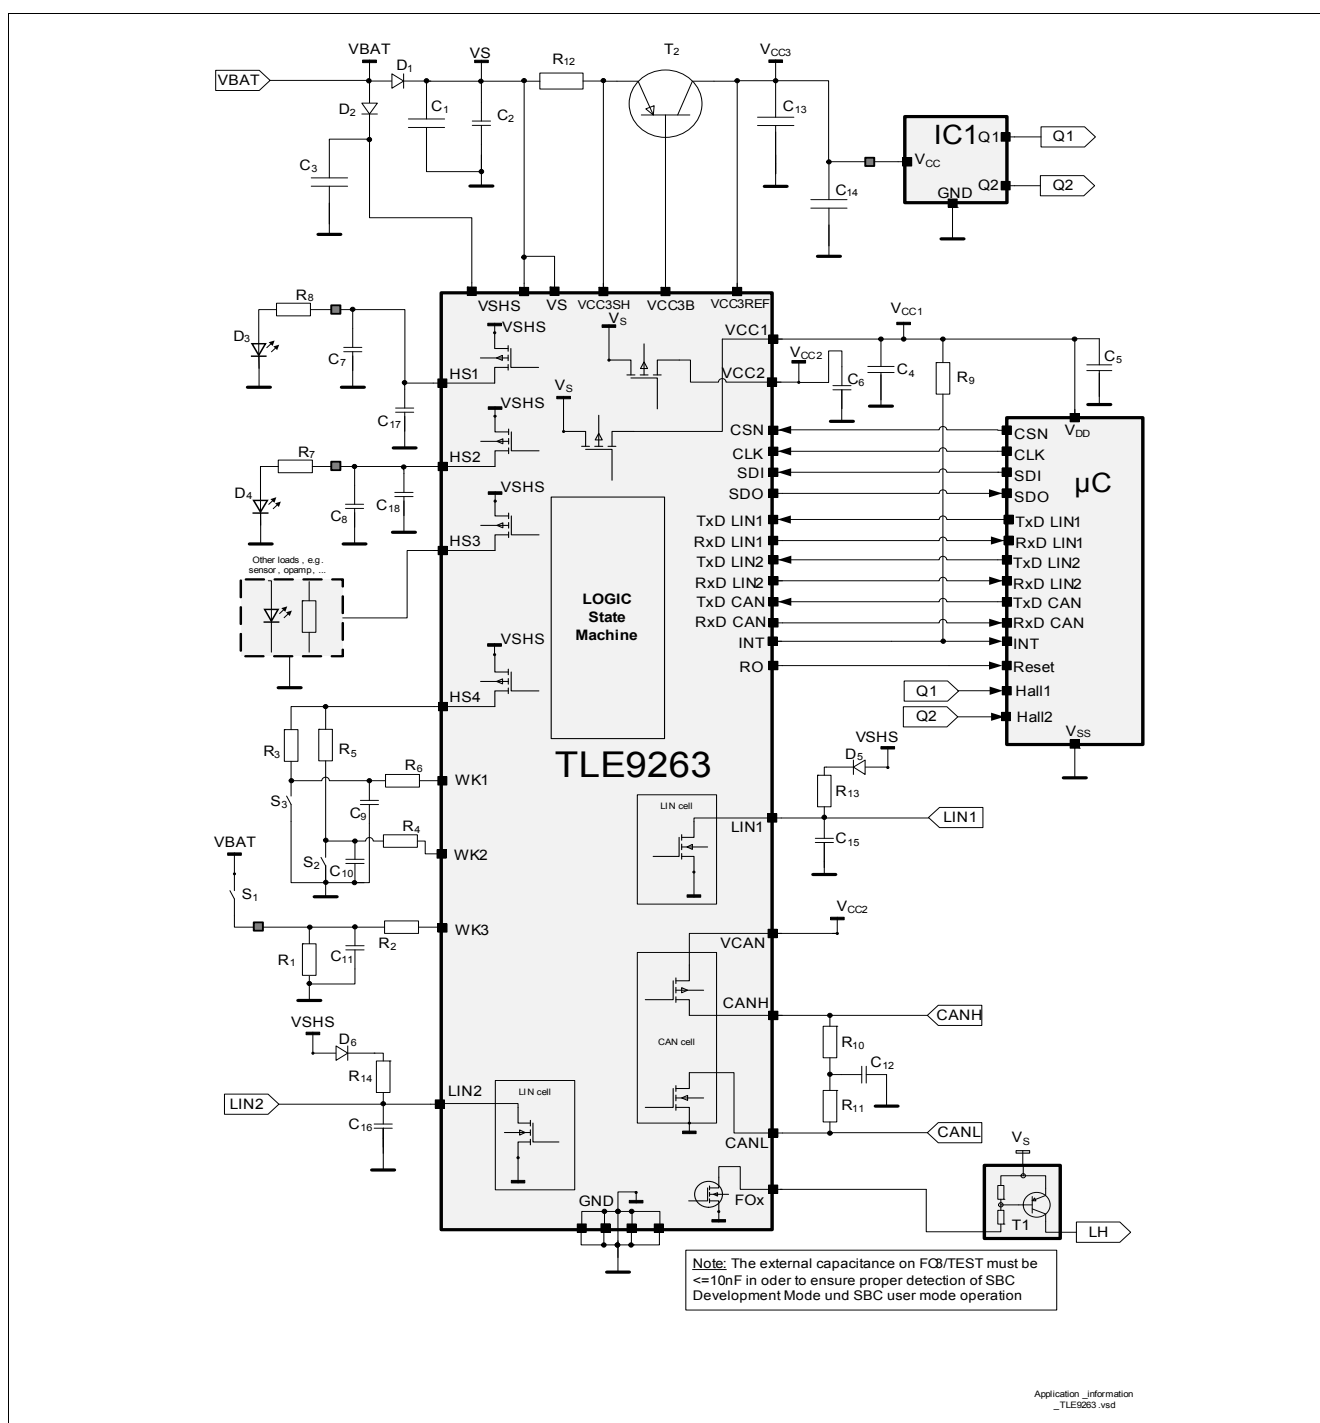 VBAT
VBAT
D1
VS
R12
T2
VCC3
D2
C1
C2
C13
C3
C14
IC1
Q1
Q1
VCC
Q2
Q2
GND
VSHS
VS
VCC3SH
VCC3B
VCC3REF
R8
D3
C7
HS1
VSHS
VS
VCC1
VCC1
VCC2
VCC2
C6
C4
R9
C5
C17
VS
VSHS
R7
HS2
D4
C8
C18
VSHS
HS3
Other loads , e.g.
sensor , opamp , ...
CSN
CLK
SDI
SDO
TxD LIN1
RxD LIN1
TxD LIN2
RxD LIN2
TxD CAN
RxD CAN
INT
RO
VDD
CSN
CLK
SDI
SDO
µC
TxD LIN1
RxD LIN1
TxD LIN2
RxD LIN2
TxD CAN
RxD CAN
INT
Reset
Q1
Hall1
Q2
Hall2
VSS
LOGIC
State
Machine
VSHS
HS4
R3
R5
TLE9263
R6
WK1
S3
C9
R4
WK2
S2
C10
VBAT
S1
R2
WK3
R1
C11
VSHS
D5
R13
LIN cell
LIN1
LIN1
C15
VCC2
VCAN
CANH
CANH
CAN cell
R10
C12
R11
CANL
CANL
VSHS
D6
R14
LIN2
LIN2
LIN cell
C16
GND
FOx
VS
T1
LH
Note: The external capacitance on FO3/TEST must be
<=10nF in oder to ensure proper detection of SBC
Development Mode und SBC user mode operation
Application _information
_TLE9263 .vsd